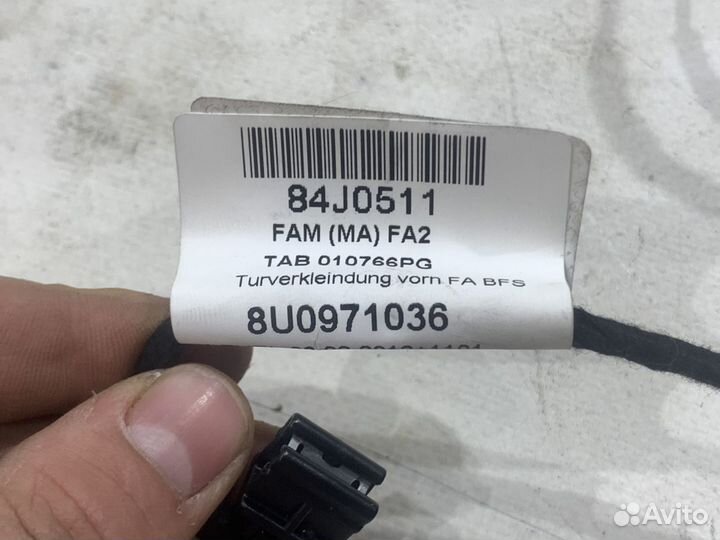 84J0511
FAM (MA) FA2
TAB 010766PG
Turverkleindung vorn FA BFS
8U0971036
Avito